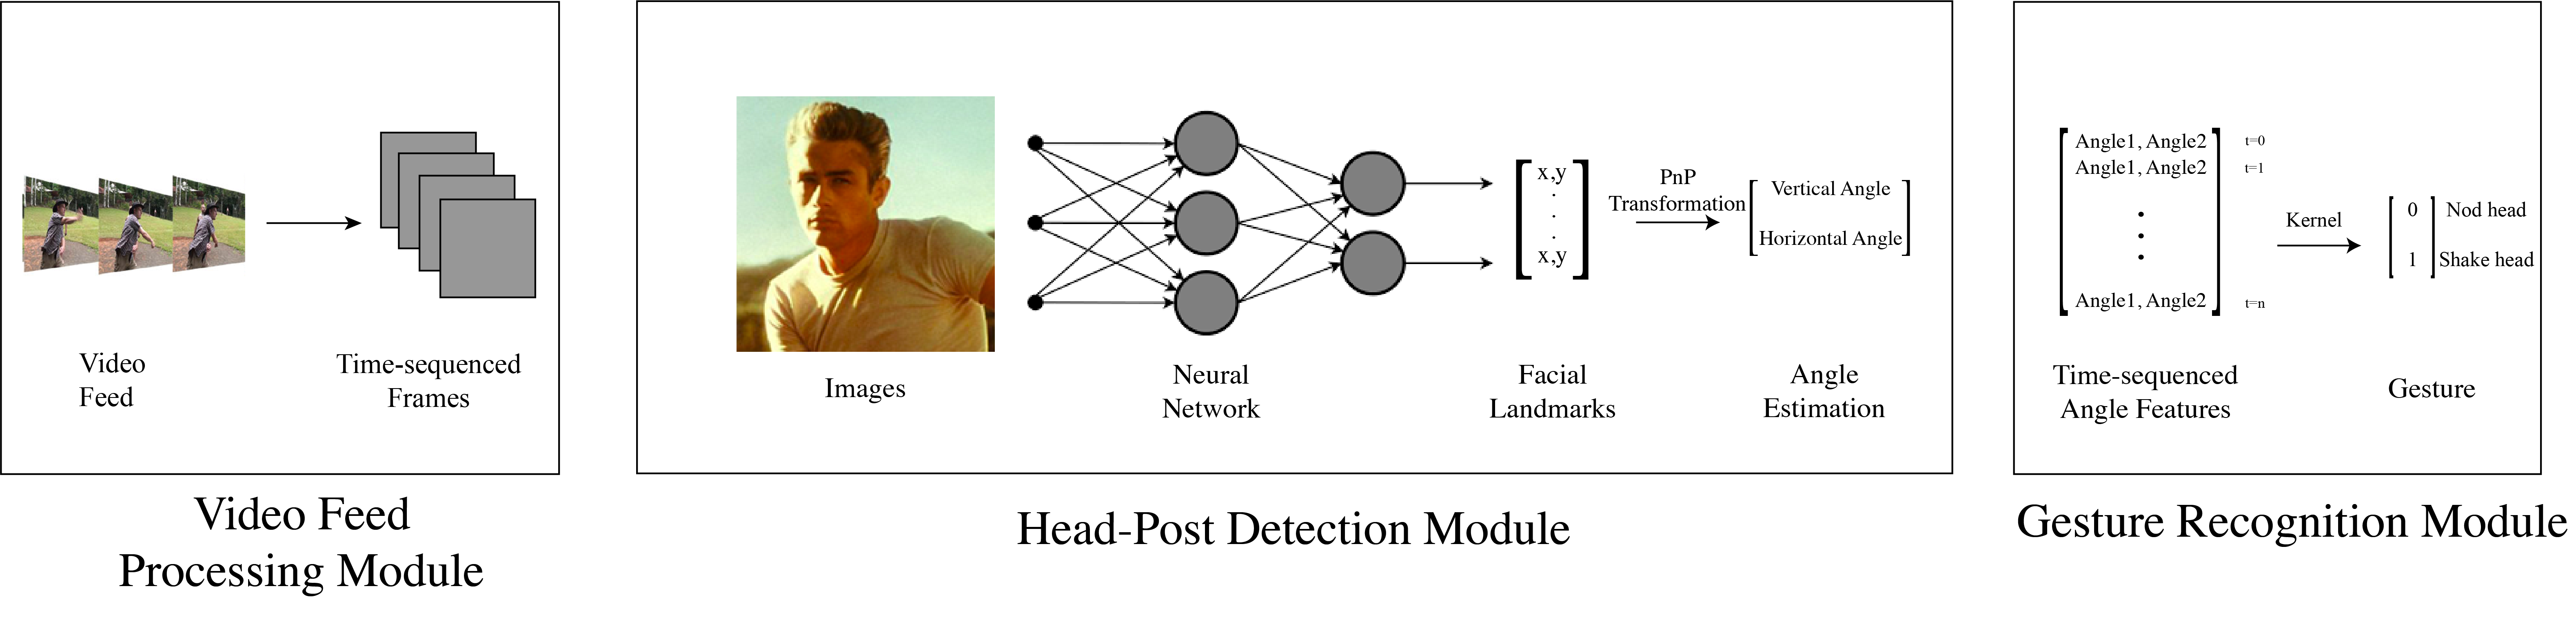 Video
Feed
Time-sequenced
Frames
Video Feed
Processing Module
Images
Neural
Network
x,y
.
.
.
x,y
Facial
Landmarks
PnP
Transformation
Vertical Angle
Horizontal Angle
Angle
Estimation
Head-Post Detection Module
Angle1, Angle2 t=0
Angle1, Angle2 t=1
Angle1, Angle2 t=n
Time-sequenced
Angle Features
Kernel
0 Nod head
1 Shake head
Gesture
Gesture Recognition Module